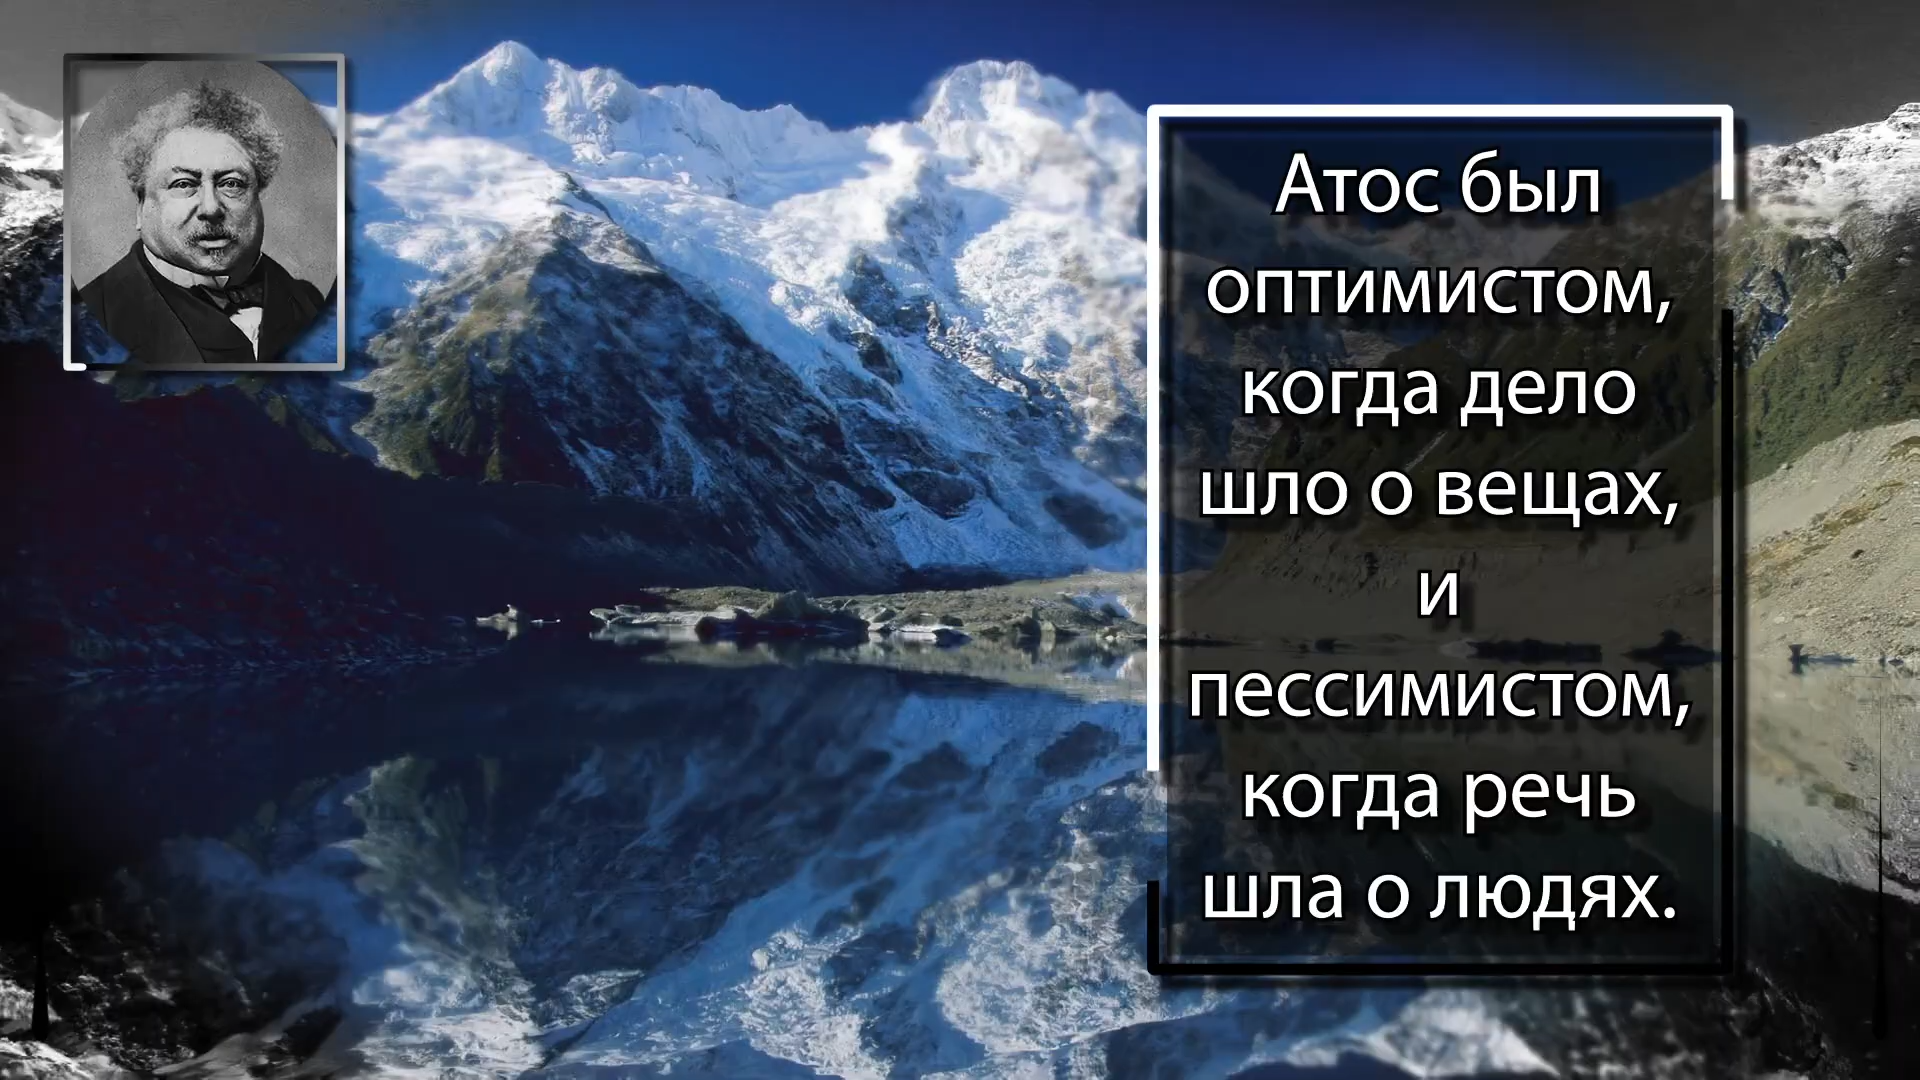 Атос был
оптимистом,
когда дело
шло о вещах,
и
пессимистом,
когда речь
шла о людях.